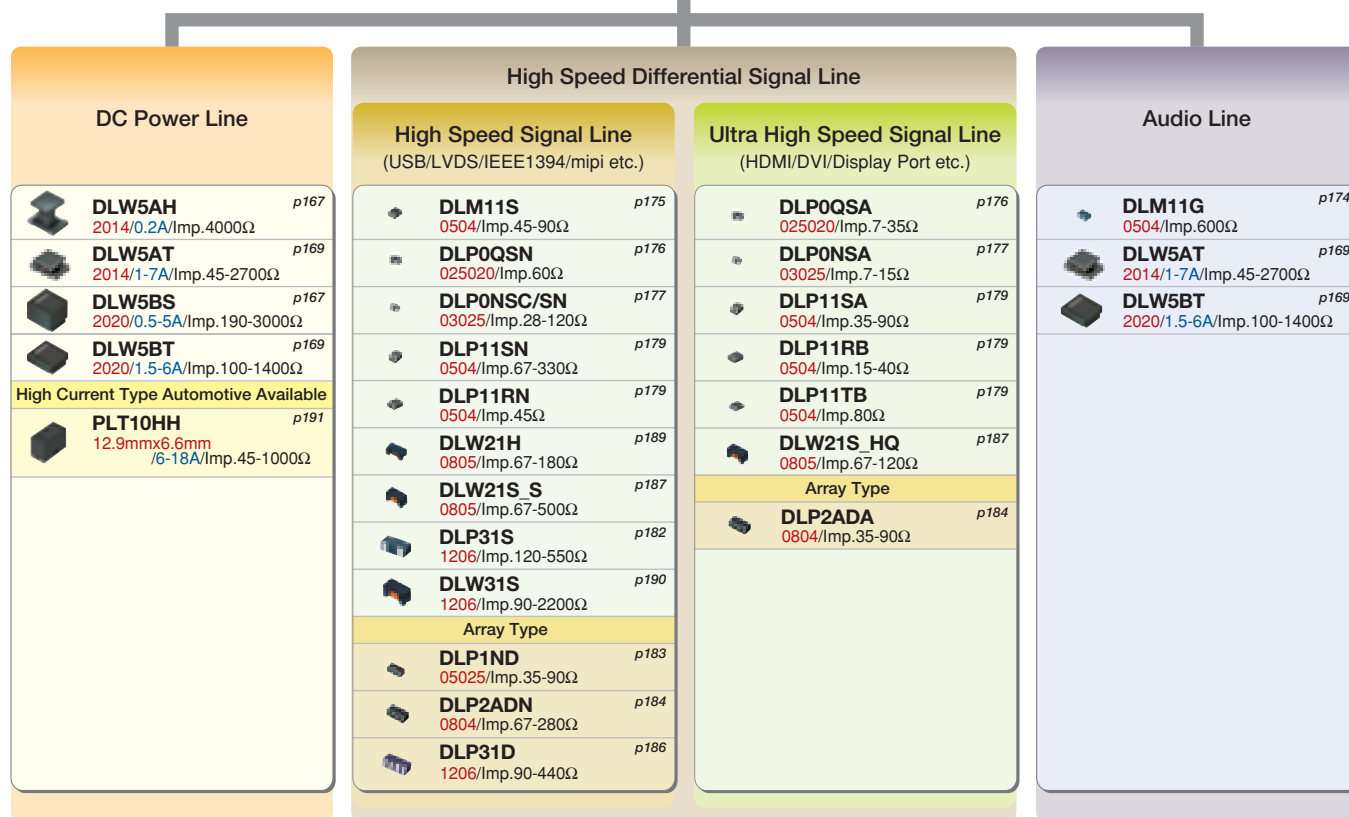 DC Power Line
DLW5AH p167
2014/0.2A/Imp.4000Ω
DLW5AT p169
2014/1-7A/Imp.45-2700Ω
DLW5BS p167
2020/0.5-5A/Imp.190-3000Ω
DLW5BT p169
2020/1.5-6A/Imp.100-1400Ω
High Current Type Automotive Available
PLT10HH p191
12.9mmx6.6mm
/6-18A/Imp.45-1000Ω
High Speed Differential Signal Line
High Speed Signal Line
(USB/LVDS/IEEE1394/mipi etc.)
DLM11S p175
0504/Imp.45-90Ω
DLP0QSN p176
025020/Imp.60Ω
DLP0NSC/SN p177
03025/Imp.28-120Ω
DLP11SN p179
0504/Imp.67-330Ω
DLP11RN p179
0504/Imp.45Ω
DLW21H p189
0805/Imp.67-180Ω
DLW21S_S p187
0805/Imp.67-500Ω
DLP31S p182
1206/Imp.120-550Ω
DLW31S p190
1206/Imp.90-2200Ω
Array Type
DLP1ND p183
05025/Imp.35-90Ω
DLP2ADN p184
0804/Imp.67-280Ω
DLP31D p186
1206/Imp.90-440Ω
Ultra High Speed Signal Line
(HDMI/DVI/Display Port etc.)
DLP0QSA p176
025020/Imp.7-35Ω
DLP0NSA p177
03025/Imp.7-15Ω
DLP11SA p179
0504/Imp.35-90Ω
DLP11RB p179
0504/Imp.15-40Ω
DLP11TB p179
0504/Imp.80Ω
DLW21S_HQ p187
0805/Imp.67-120Ω
Array Type
DLP2ADA p184
0804/Imp.35-90Ω
Audio Line
DLM11G p174
0504/Imp.600Ω
DLW5AT p169
2014/1-7A/Imp.45-2700Ω
DLW5BT p169
2020/1.5-6A/Imp.100-1400Ω